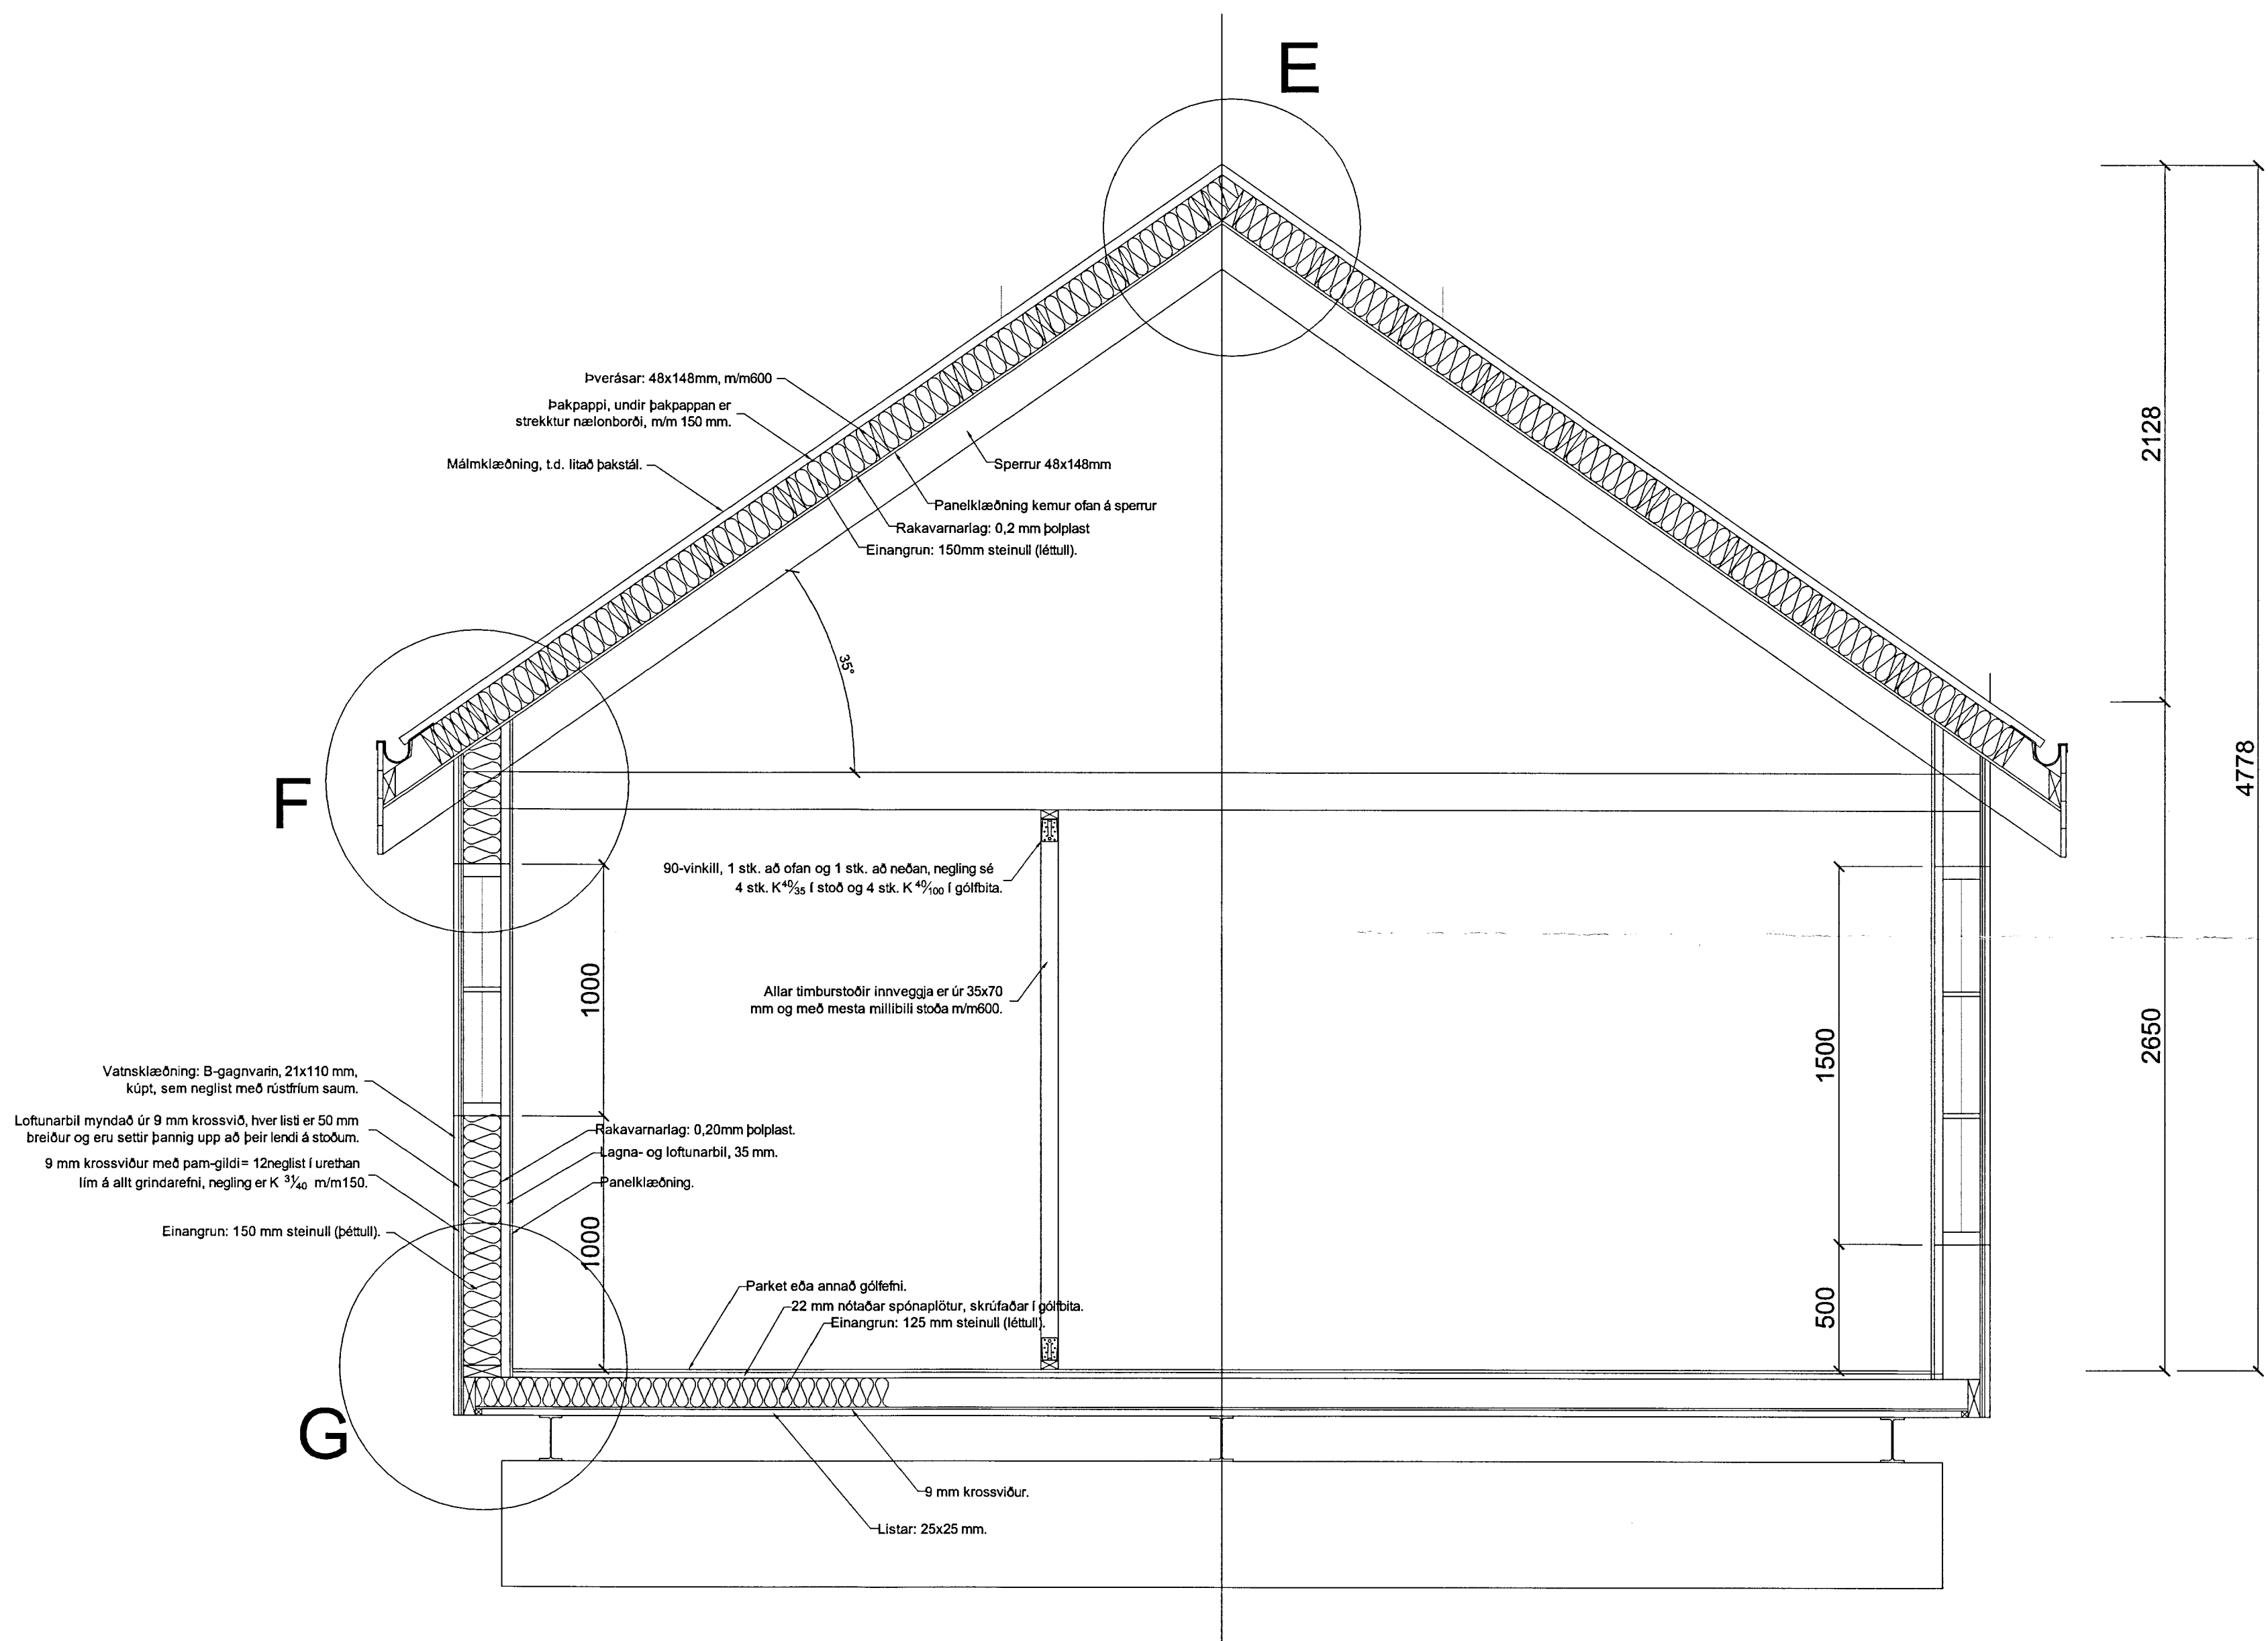 E
Þverásar: 48x148mm, m/m600
Þakpappi, undir þakpappan er
strekktur nælonborði, m/m 150 mm.
Málmklæðning, t.d. litað þakstál.
Sperrur 48x148mm
Panelklæðning kemur ofan á sperrur
Rakavarnarlag: 0,2 mm þolplast
Einangrun: 150mm steinull (léttull).
35°
2128
4778
2650
F
90-vinkill, 1 stk. að ofan og 1 stk. að neðan, negling sé
4 stk. K40/35 í stoð og 4 stk. K 40/100 í gólfbita.
1000
Allar timburstoðir innveggja er úr 35x70
mm og með mesta millibili stoða m/m600.
1500
Vatnsklæðning: B-gagnvarin, 21x110 mm,
kúpt, sem neglist með rústfríum saum.
Loftunarbil myndað úr 9 mm krossvið, hver listi er 50 mm
breiður og eru settir þannig upp að þeir lendi á stoðum.
9 mm krossviður með pam-gildi= 12neglist í urethan
lím á allt grindarefni, negling er K 31/40 m/m150.
Einangrun: 150 mm steinull (þéttull).
Rakavarnarlag: 0,20mm þolplast.
Lagna- og loftunarbil, 35 mm.
Panelklæðning.
1000
500
Parket eða annað gólfefni.
22 mm nótaðar spónaplötur, skrúfaðar í gólfbita.
Einangrun: 125 mm steinull (léttull).
G
9 mm krossviður.
Listar: 25x25 mm.